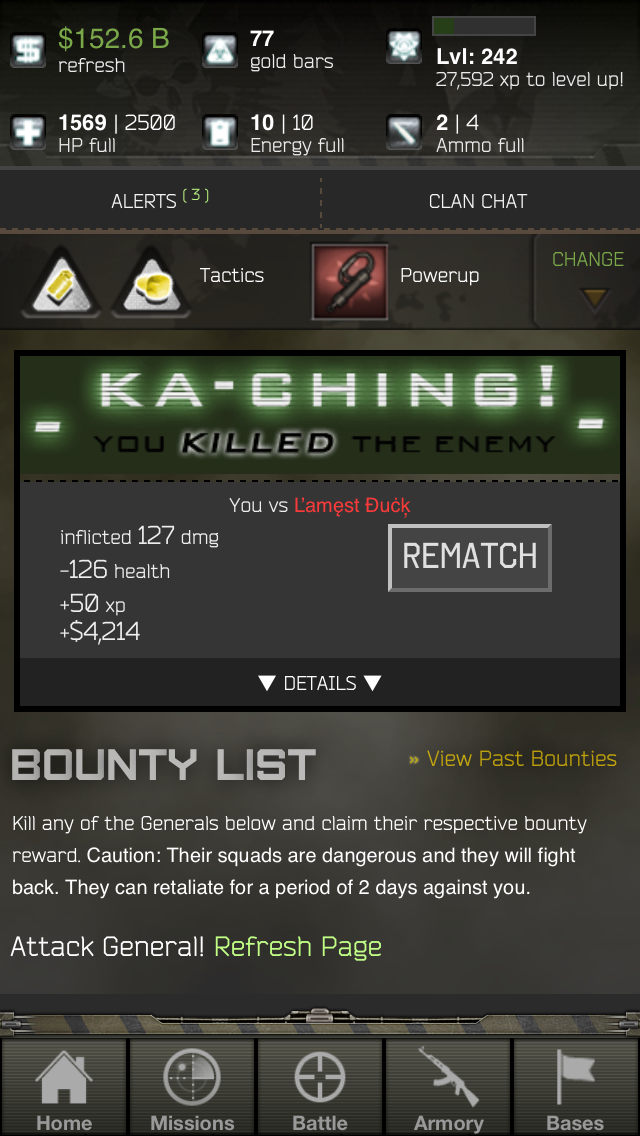 $152.6 B
refresh
77
gold bars
Lvl: 242
27,592 xp to level up!
1569 | 2500
HP full
10 | 10
Energy full
2 | 4
Ammo full
ALERTS (3)
CLAN CHAT
Tactics
Powerup
CHANGE
- KA-CHING! -
YOU KILLED THE ENEMY
You vs Ľamęst Đuċķ
inflicted 127 dmg
-126 health
+50 xp
+$4,214
REMATCH
▼ DETAILS ▼
BOUNTY LIST
» View Past Bounties
Kill any of the Generals below and claim their respective bounty
reward. Caution: Their squads are dangerous and they will fight
back. They can retaliate for a period of 2 days against you.
Attack General! Refresh Page
Home
Missions
Battle
Armory
Bases